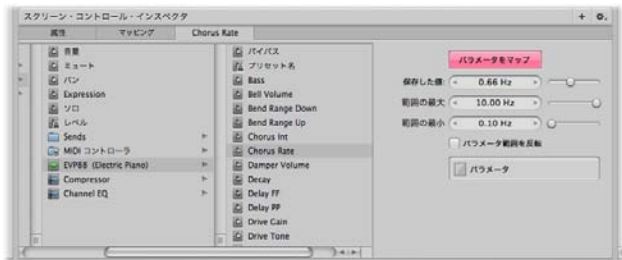 スクリーン・コントロール・インスペクタ
属性
マッピング
Chorus Rate
音量
ミュート
パン
Expression
ソロ
レベル
Sends
MIDI コントローラ
EVP88 (Electric Piano)
Compressor
Channel EQ
バイパス
プリセット名
Bass
Bell Volume
Bend Range Down
Bend Range Up
Chorus Int
Chorus Rate
Damper Volume
Decay
Delay FF
Delay PP
Drive Gain
Drive Tone
パラメータをマップ
保存した値:
0.66 Hz
範囲の最大
10.00 Hz
範囲の最小
0.10 Hz
パラメータ範囲を反転
パラメータ